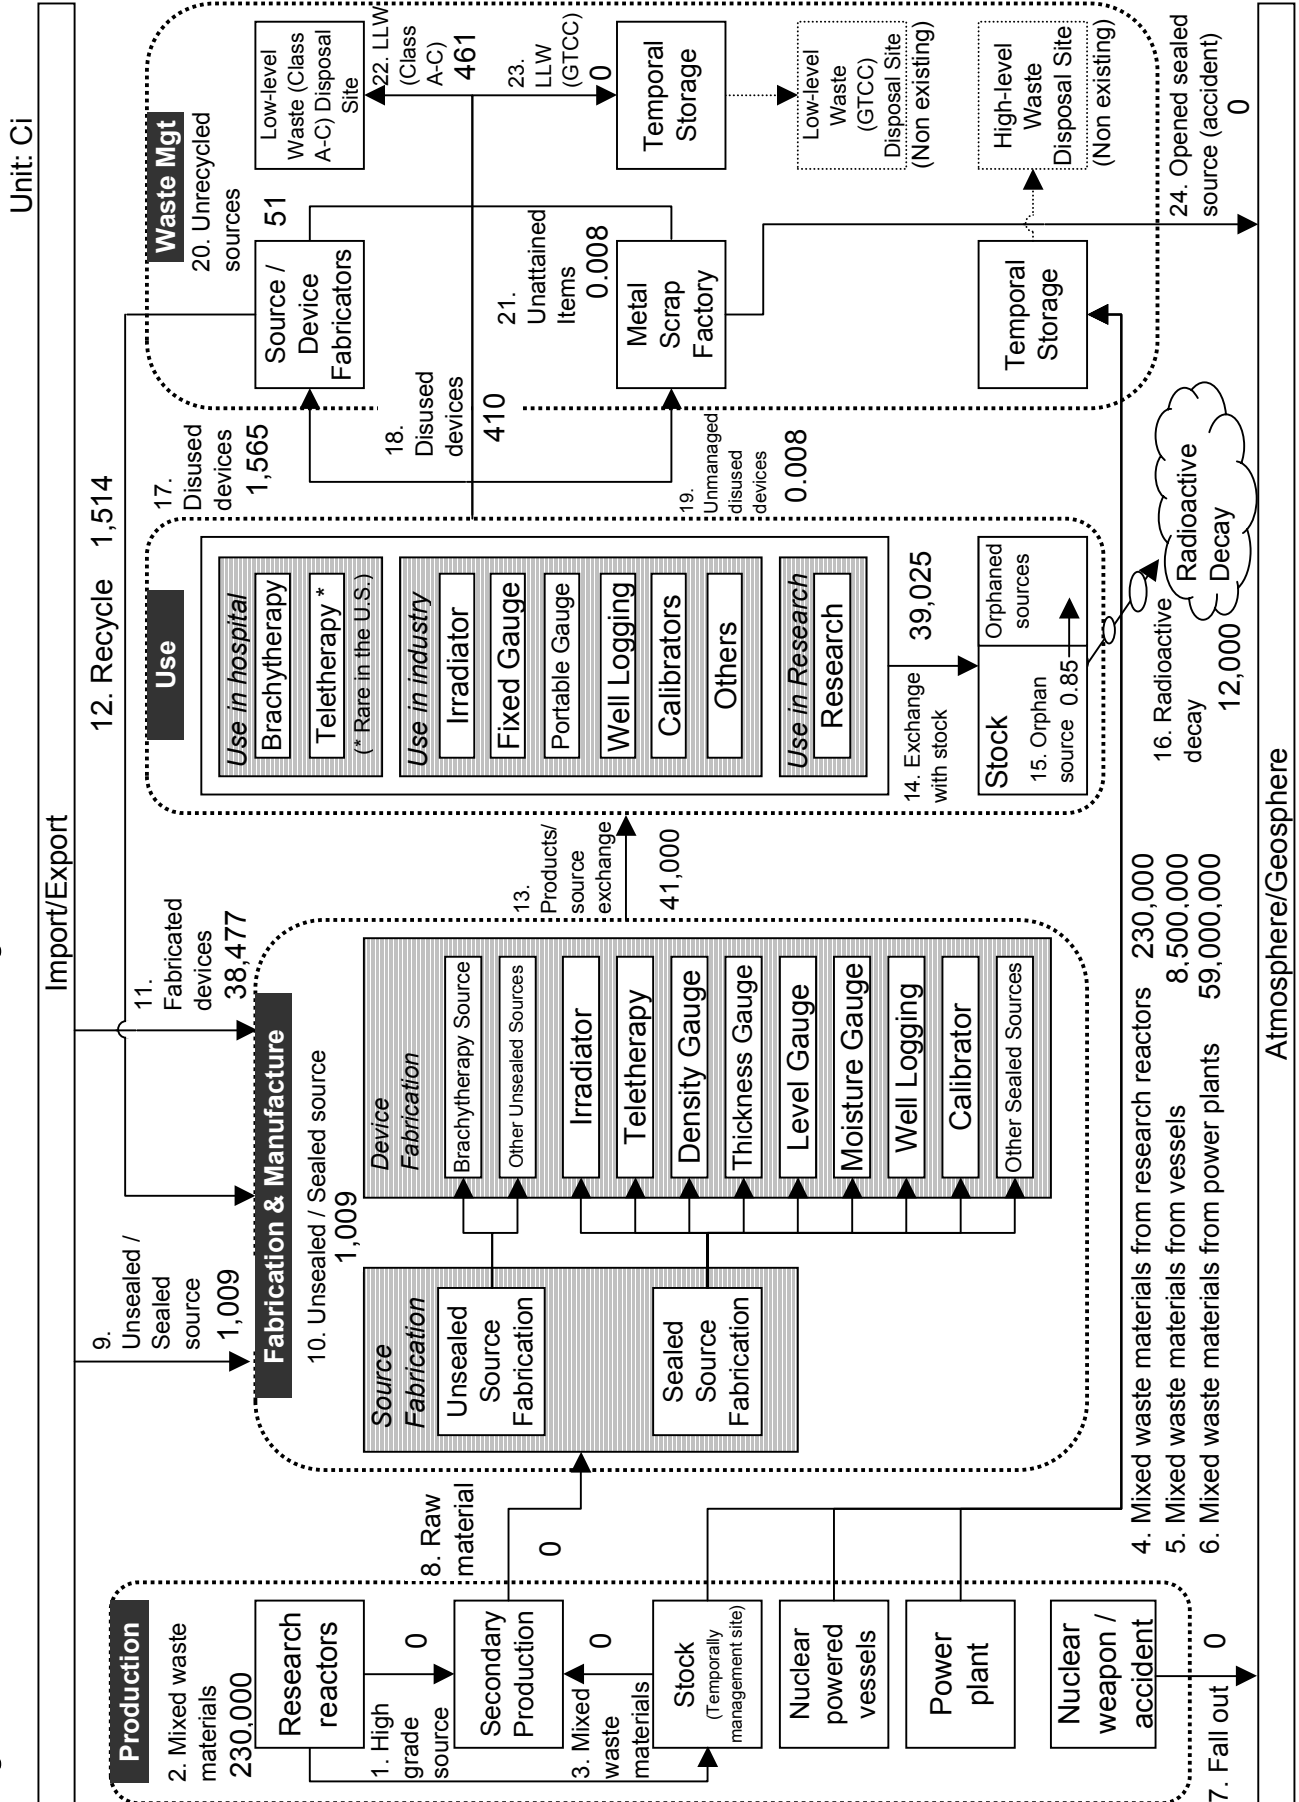 Unit: Ci
Import/Export
Production
2. Mixed waste
materials
230,000
Research
reactors
1. High
grade
source
0
Secondary
Production
3. Mixed
waste
materials
0
Stock
(Temporally
management site)
Nuclear
powered
vessels
Power
plant
Nuclear
weapon /
accident
7. Fall out 0
8. Raw
material
0
9.
Unsealed /
Sealed
source
1,009
11.
Fabricated
devices
38,477
12. Recycle 1,514
Fabrication & Manufacture
10. Unsealed / Sealed source
1,009
Source
Fabrication
Unsealed
Source
Fabrication
Sealed
Source
Fabrication
Device
Fabrication
Brachytherapy Source
Other Unsealed Sources
Irradiator
Teletherapy
Density Gauge
Thickness Gauge
Level Gauge
Moisture Gauge
Well Logging
Calibrator
Other Sealed Sources
4. Mixed waste materials from research reactors 230,000
5. Mixed waste materials from vessels 8,500,000
6. Mixed waste materials from power plants 59,000,000
13.
Products/
source
exchange
41,000
Use
Use in hospital
Brachytherapy
Teletherapy *
(* Rare in the U.S.)
Use in industry
Irradiator
Fixed Gauge
Portable Gauge
Well Logging
Calibrators
Others
Use in Research
Research
14. Exchange
with stock
39,025
Stock
15. Orphan
source 0.85
Orphaned
sources
16. Radioactive
decay
12,000
Radioactive
Decay
17.
Disused
devices
1,565
18.
Disused
devices
410
19.
Unmanaged
disused
devices
0.008
Waste Mgt
20. Unrecycled
sources
51
Source /
Device
Fabricators
21.
Unattained
Items
0.008
Metal
Scrap
Factory
Temporal
Storage
Low-level
Waste (Class
A-C) Disposal
Site
22. LLW
(Class
A-C)
461
23.
LLW
(GTCC)
0
Temporal
Storage
Low-level
Waste
(GTCC)
Disposal Site
(Non existing)
High-level
Waste
Disposal Site
(Non existing)
24. Opened sealed
source (accident)
0
Atmosphere/Geosphere